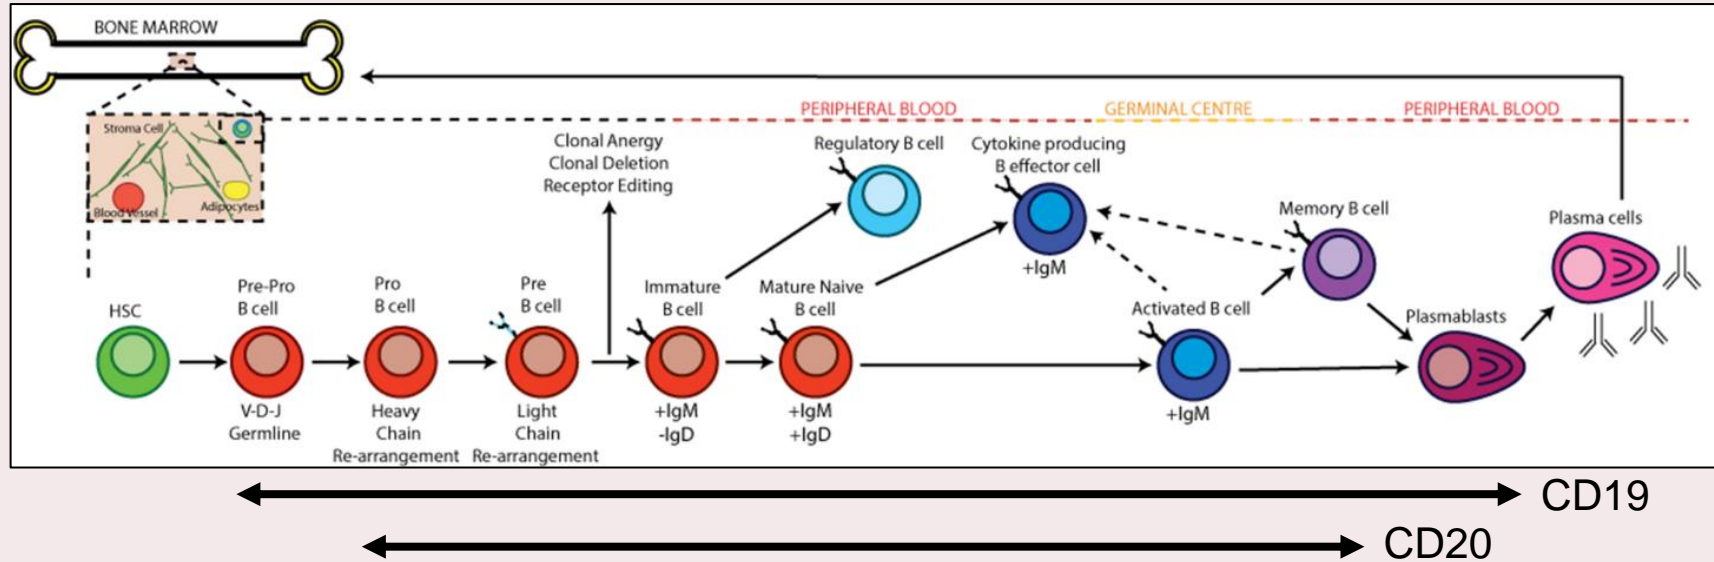 BONE MARROW
PERIPHERAL BLOOD
GERMINAL CENTRE
PERIPHERAL BLOOD
Stroma Cell
Blood Vessel
Adipocytes
Clonal Anergy
Clonal Deletion
Receptor Editing
Regulatory B cell
Cytokine producing
B effector cell
+IgM
Memory B cell
Plasma cells
HSC
Pre-Pro
B cell
Pro
B cell
Pre
B cell
Immature
B cell
Mature Naive
B cell
Activated B cell
Plasmablasts
V-D-J
Germline
Heavy
Chain
Re-arrangement
Light
Chain
Re-arrangement
+IgM
-IgD
+IgM
+IgD
+IgM
CD19
CD20